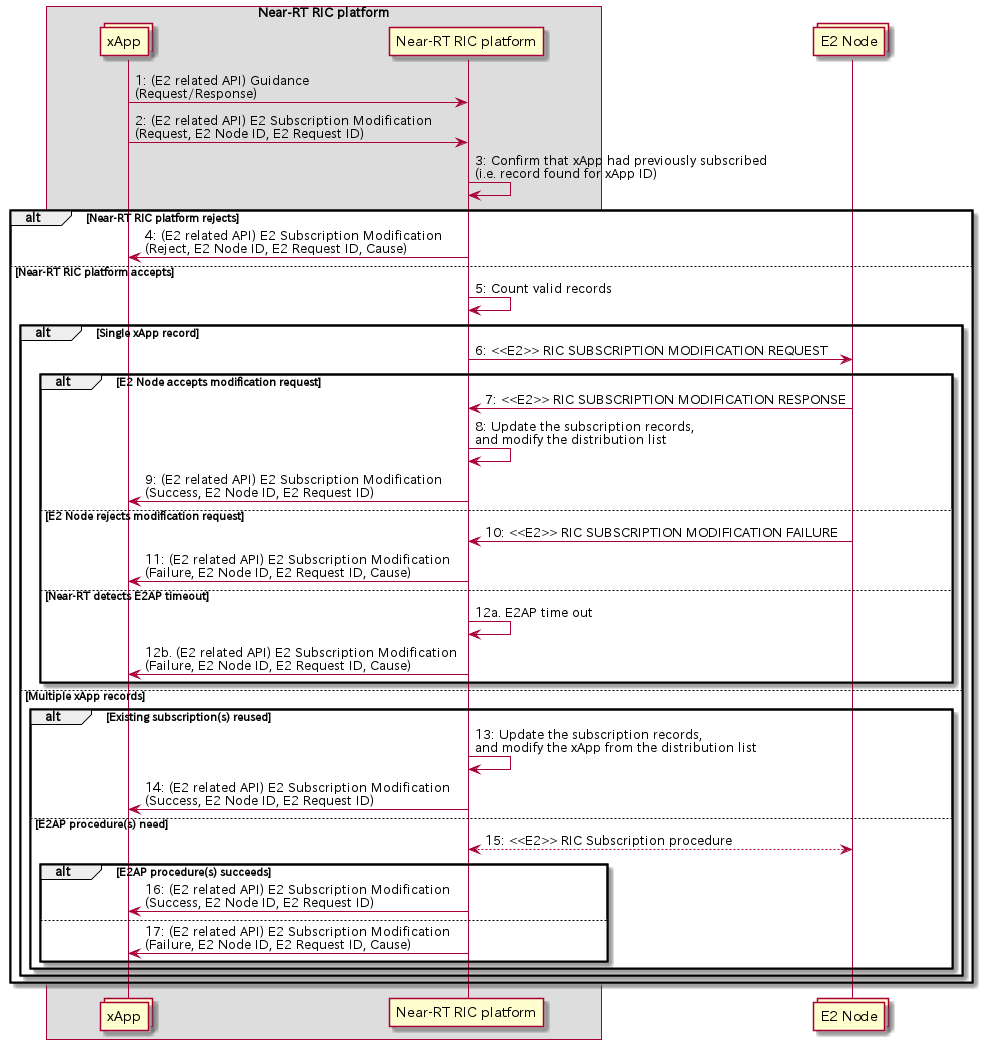 Near-RT RIC platform
xApp
Near-RT RIC platform
E2 Node
1: (E2 related API) Guidance
(Request/Response)
2: (E2 related API) E2 Subscription Modification
(Request, E2 Node ID, E2 Request ID)
3: Confirm that xApp had previously subscribed
(i.e. record found for xApp ID)
alt [Near-RT RIC platform rejects]
4: (E2 related API) E2 Subscription Modification
(Reject, E2 Node ID, E2 Request ID, Cause)
[Near-RT RIC platform accepts]
5: Count valid records
alt [Single xApp record]
6: <<E2>> RIC SUBSCRIPTION MODIFICATION REQUEST
alt [E2 Node accepts modification request]
7: <<E2>> RIC SUBSCRIPTION MODIFICATION RESPONSE
8: Update the subscription records,
and modify the distribution list
9: (E2 related API) E2 Subscription Modification
(Success, E2 Node ID, E2 Request ID)
[E2 Node rejects modification request]
10: <<E2>> RIC SUBSCRIPTION MODIFICATION FAILURE
11: (E2 related API) E2 Subscription Modification
(Failure, E2 Node ID, E2 Request ID, Cause)
[Near-RT detects E2AP timeout]
12a. E2AP time out
12b. (E2 related API) E2 Subscription Modification
(Failure, E2 Node ID, E2 Request ID, Cause)
[Multiple xApp records]
alt [Existing subscription(s) reused]
13: Update the subscription records,
and modify the xApp from the distribution list
14: (E2 related API) E2 Subscription Modification
(Success, E2 Node ID, E2 Request ID)
[E2AP procedure(s) need]
15: <<E2>> RIC Subscription procedure
alt [E2AP procedure(s) succeeds]
16: (E2 related API) E2 Subscription Modification
(Success, E2 Node ID, E2 Request ID)
17: (E2 related API) E2 Subscription Modification
(Failure, E2 Node ID, E2 Request ID, Cause)
xApp
Near-RT RIC platform
E2 Node